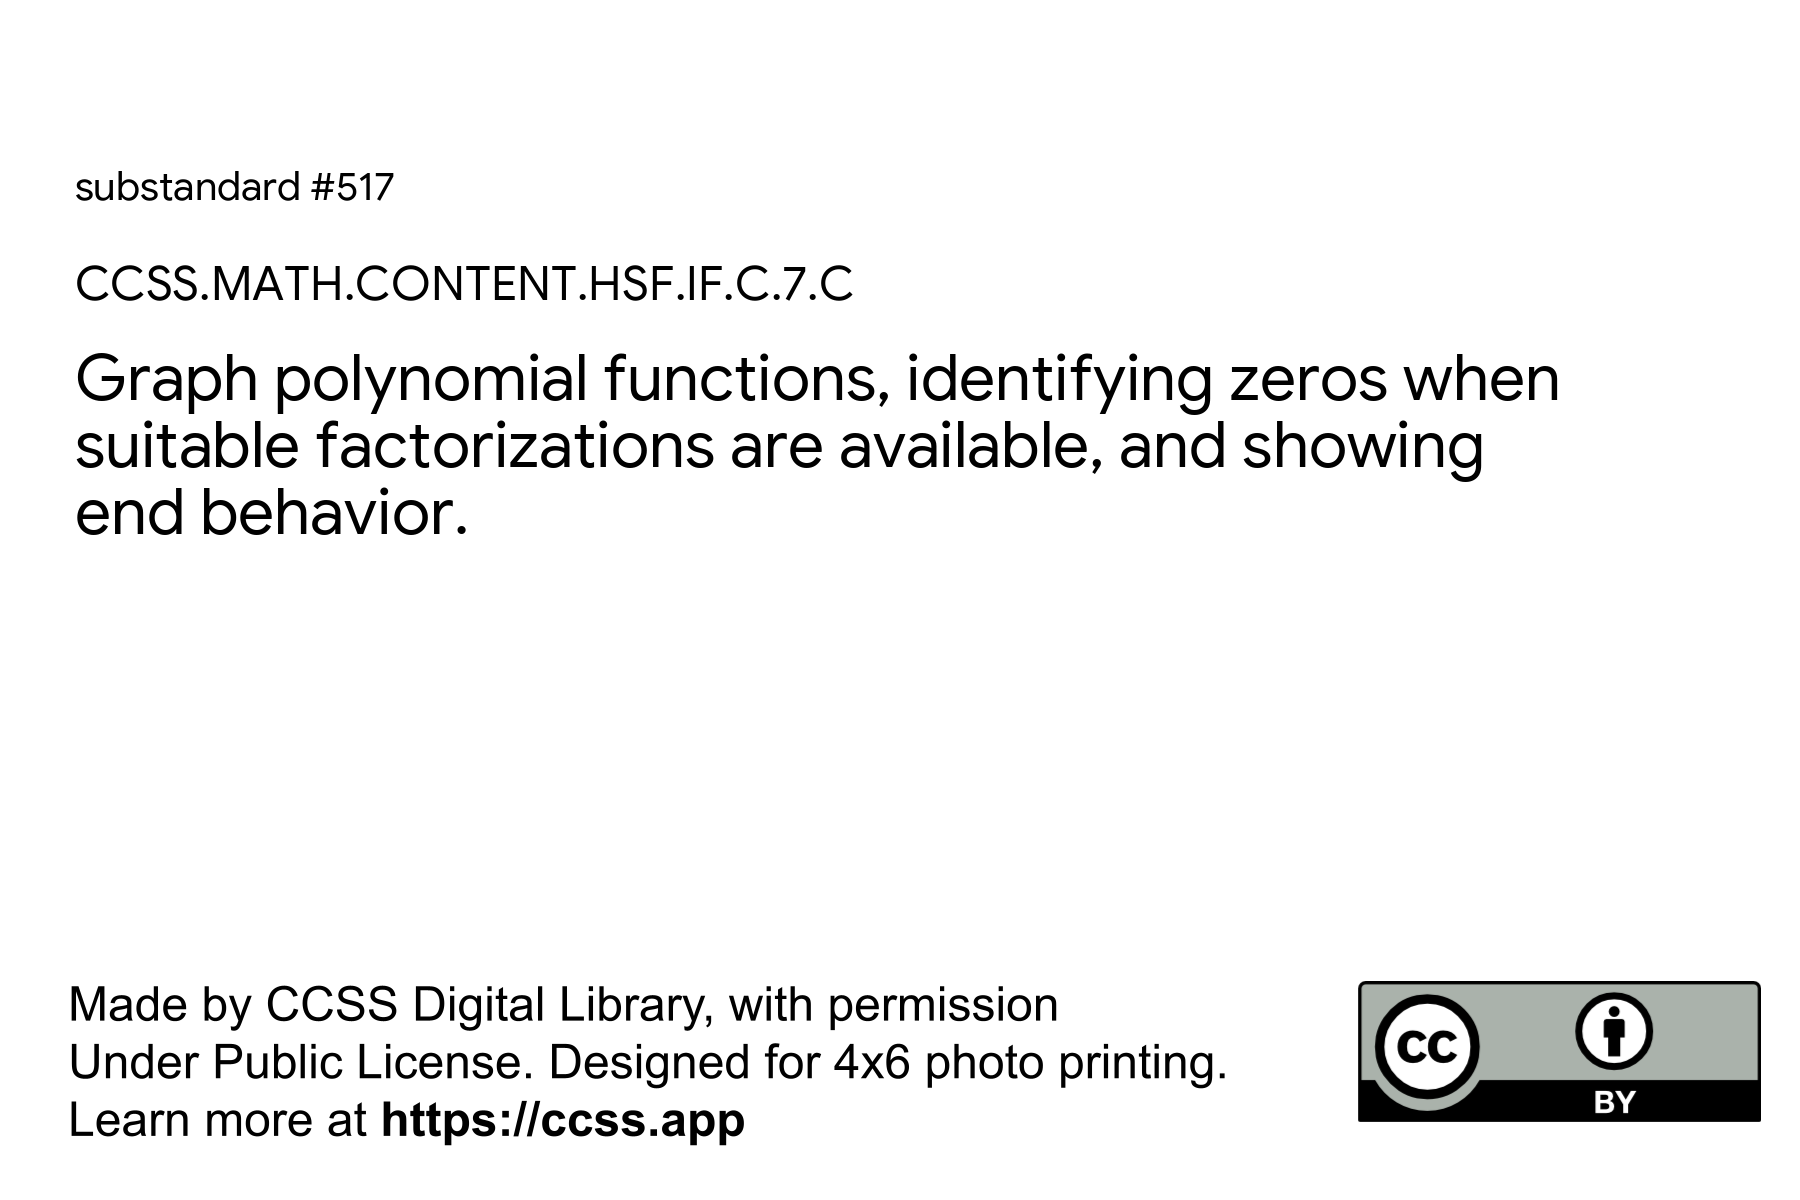 substandard #517
CCSS.MATH.CONTENT.HSF.IF.C.7.C
Graph polynomial functions, identifying zeros when
suitable factorizations are available, and showing
end behavior.
Made by CCSS Digital Library, with permission
Under Public License. Designed for 4x6 photo printing.
Learn more at https://ccss.app
cc
BY